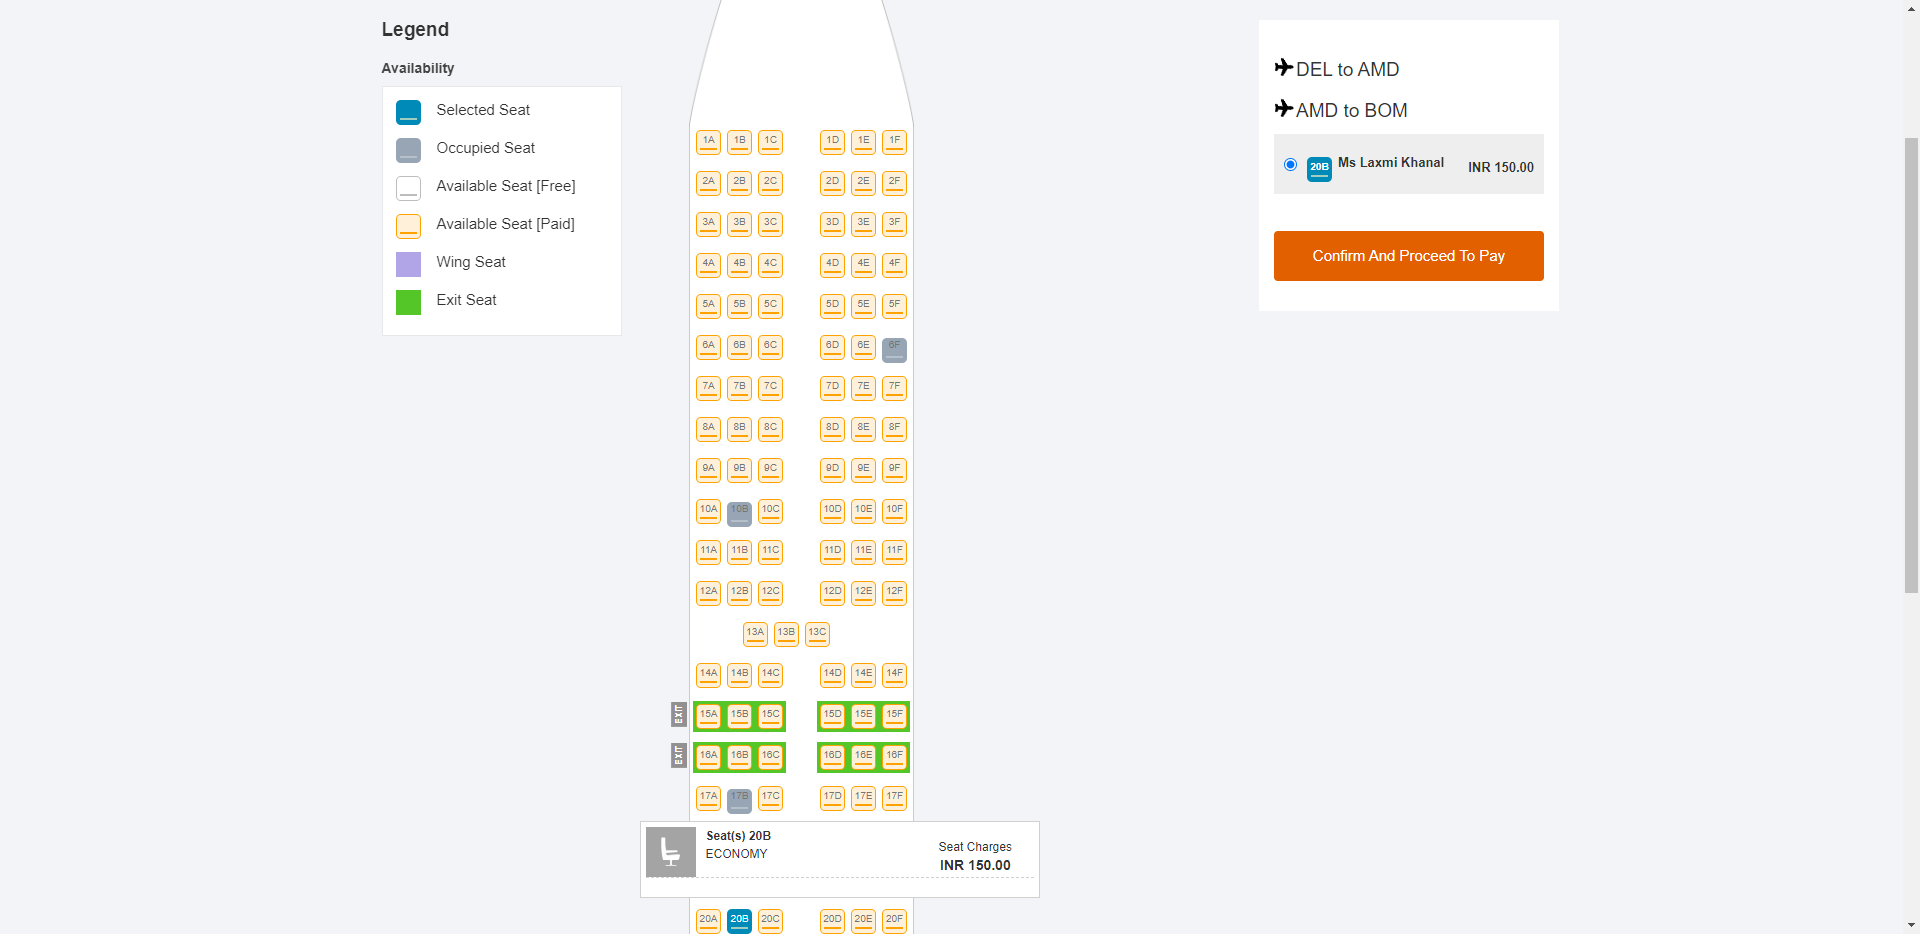 Legend
Availability
Selected Seat
Occupied Seat
Available Seat [Free]
Available Seat [Paid]
Wing Seat
Exit Seat
1A 1B 1C 1D 1E 1F
2A 2B 2C 2D 2E 2F
3A 3B 3C 3D 3E 3F
4A 4B 4C 4D 4E 4F
5A 5B 5C 5D 5E 5F
6A 6B 6C 6D 6E 6F
7A 7B 7C 7D 7E 7F
8A 8B 8C 8D 8E 8F
9A 9B 9C 9D 9E 9F
10A 10B 10C 10D 10E 10F
11A 11B 11C 11D 11E 11F
12A 12B 12C 12D 12E 12F
13A 13B 13C
14A 14B 14C 14D 14E 14F
EXIT 15A 15B 15C 15D 15E 15F
EXIT 16A 16B 16C 16D 16E 16F
17A 17B 17C 17D 17E 17F
Seat(s) 20B
ECONOMY
Seat Charges
INR 150.00
20A 20B 20C 20D 20E 20F
DEL to AMD
AMD to BOM
20B Ms Laxmi Khanal INR 150.00
Confirm And Proceed To Pay